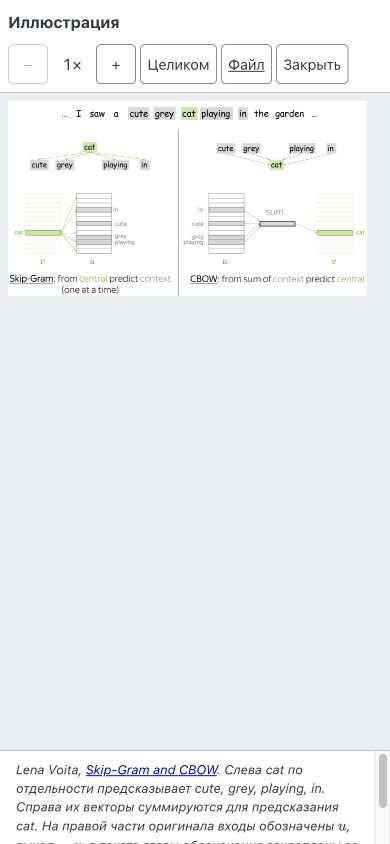 Иллюстрация
− 1× + Целиком Файл Закрыть
... I saw a cute grey cat playing in the garden ...
cat
cute grey playing in
cute grey playing in
cat
in
cute
grey
playing
cat
v u
Skip-Gram: from central predict context
(one at a time)
in
cute
grey
playing
sum
cat
u v
CBOW: from sum of context predict central
Lena Voita, Skip-Gram and CBOW. Слева cat по
отдельности предсказывает cute, grey, playing, in.
Справа их векторы суммируются для предсказания
cat. На правой части оригинала входы обозначены u,